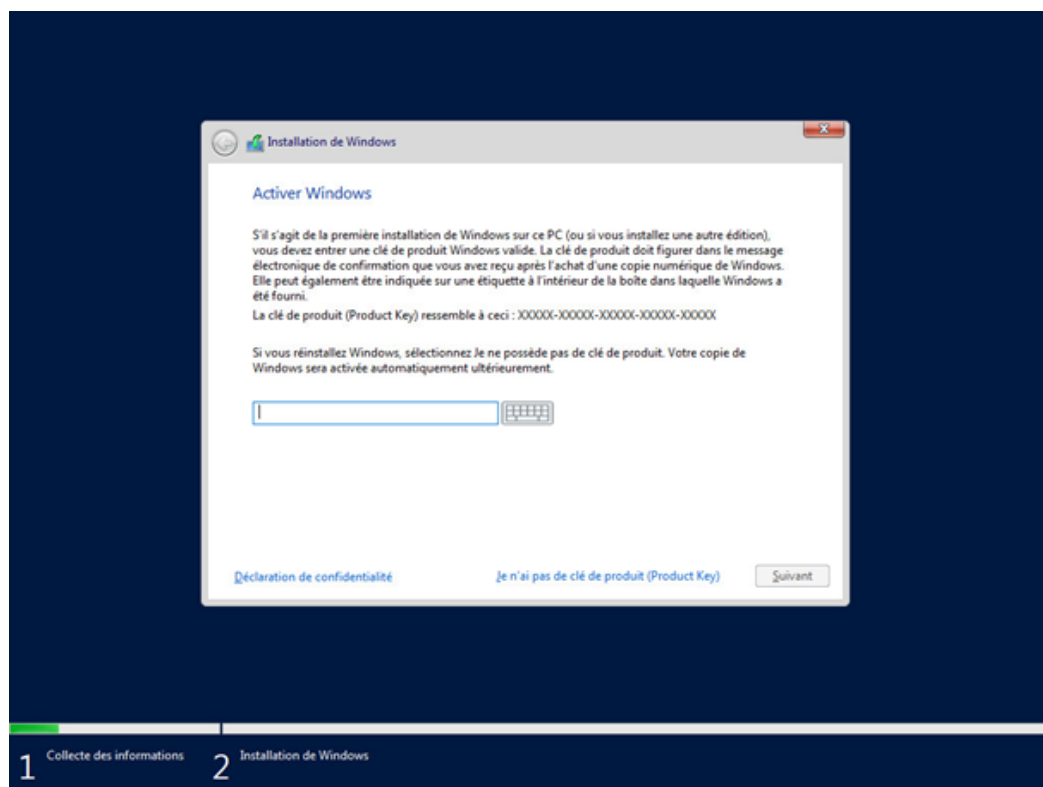 Installation de Windows
Activer Windows
S'il s'agit de la première installation de Windows sur ce PC (ou si vous installez une autre édition),
vous devez entrer une clé de produit Windows valide. La clé de produit doit figurer dans le message
électronique de confirmation que vous avez reçu après l'achat d'une copie numérique de Windows.
Elle peut également être indiquée sur une étiquette à l'intérieur de la boîte dans laquelle Windows a
été fourni.
La clé de produit (Product Key) ressemble à ceci : XXXXX-XXXXX-XXXXX-XXXXX-XXXXX
Si vous réinstallez Windows, sélectionnez Je ne possède pas de clé de produit. Votre copie de
Windows sera activée automatiquement ultérieurement.
Déclaration de confidentialité
Je n'ai pas de clé de produit (Product Key)
Suivant
1 Collecte des informations
2 Installation de Windows